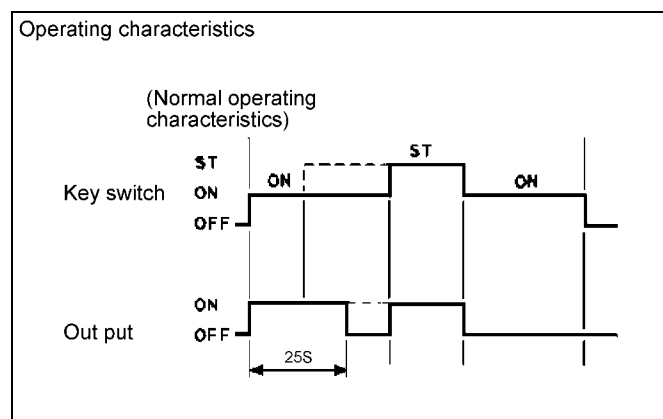 Operating characteristics
(Normal operating
characteristics)
ST
ST
ON
ON
Key switch
ON
OFF
ON
Out put
OFF
25S